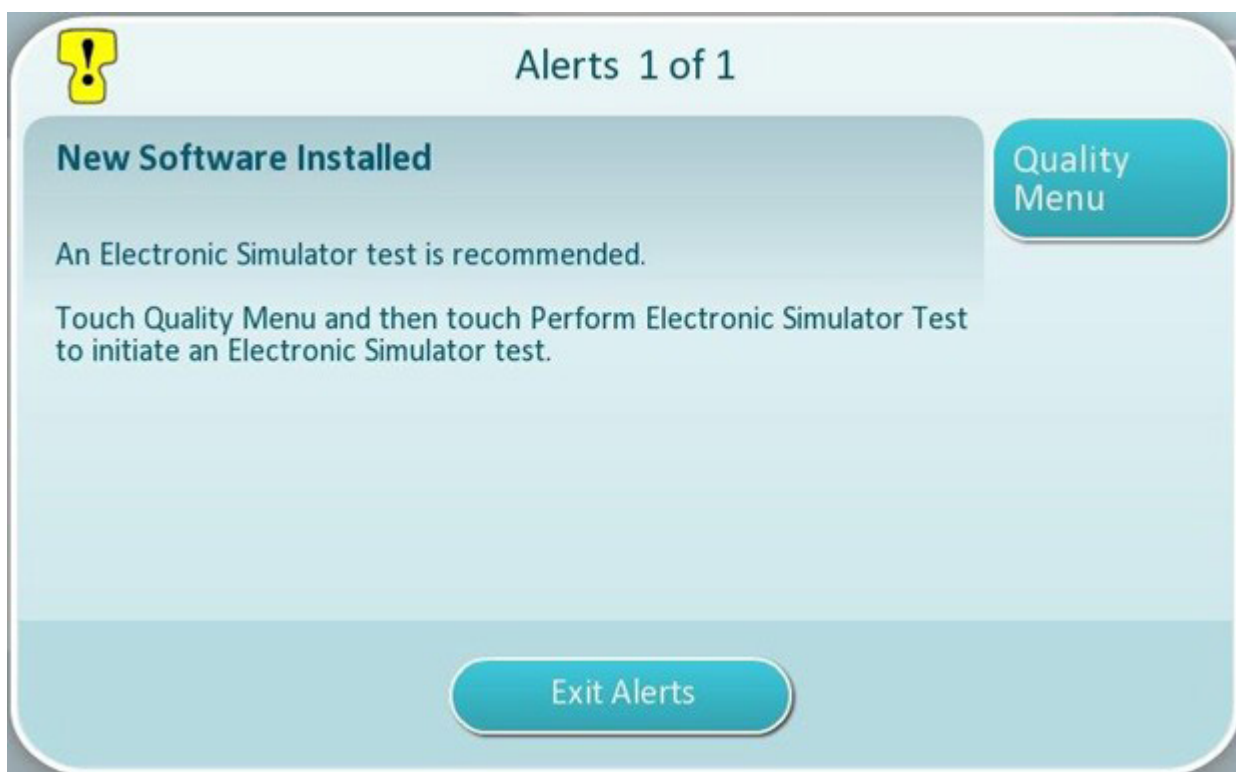 Alerts 1 of 1
New Software Installed
Quality
Menu
An Electronic Simulator test is recommended.
Touch Quality Menu and then touch Perform Electronic Simulator Test
to initiate an Electronic Simulator test.
Exit Alerts